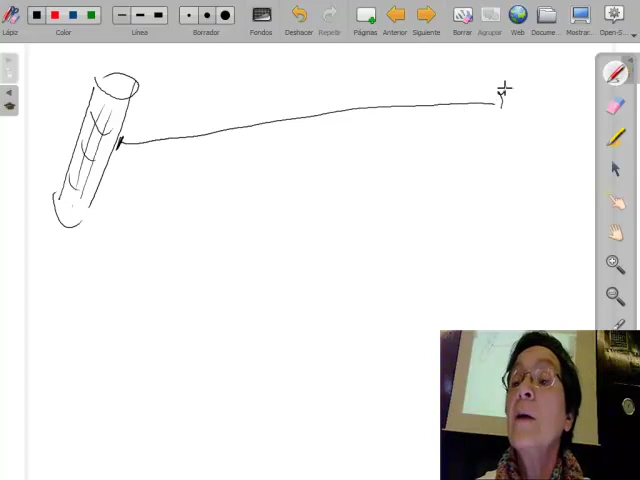 Lápiz Color Línea Borrador Fondos Deshacer Repetir Páginas Anterior Siguiente Borrar Agrupar Web Docume... Mostrar... Open-S...